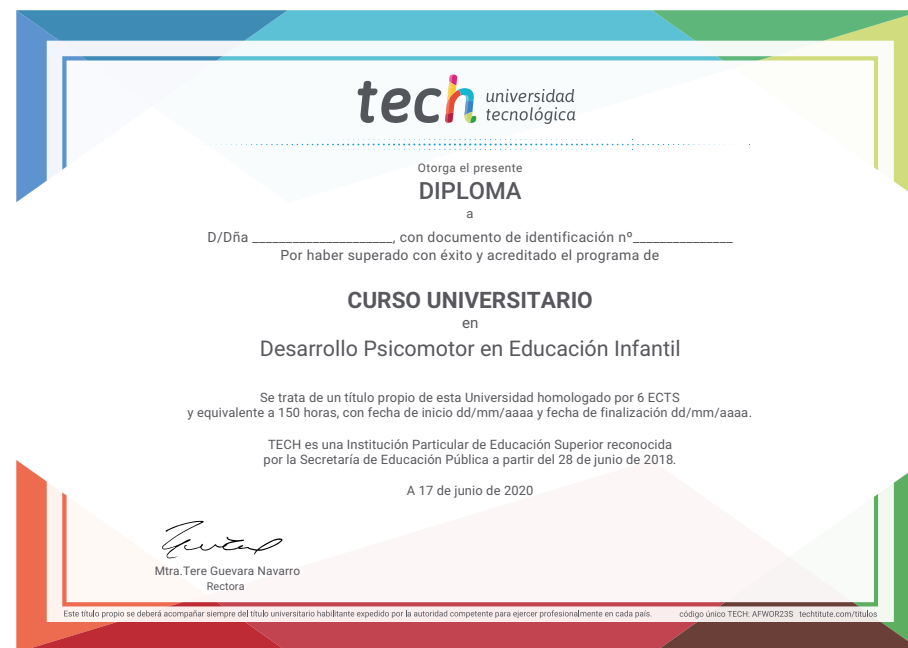 tech universidad
tecnológica
Otorga el presente
DIPLOMA
a
D/Dña ______________________, con documento de identificación nº_______________
Por haber superado con éxito y acreditado el programa de
CURSO UNIVERSITARIO
en
Desarrollo Psicomotor en Educación Infantil
Se trata de un título propio de esta Universidad homologado por 6 ECTS
y equivalente a 150 horas, con fecha de inicio dd/mm/aaaa y fecha de finalización dd/mm/aaaa.
TECH es una Institución Particular de Educación Superior reconocida
por la Secretaría de Educación Pública a partir del 28 de junio de 2018.
A 17 de junio de 2020
Mtra.Tere Guevara Navarro
Rectora
Este título propio se deberá acompañar siempre del título universitario habilitante expedido por la autoridad competente para ejercer profesionalmente en cada país. código único TECH: AFWOR23S techtitute.com/titulos